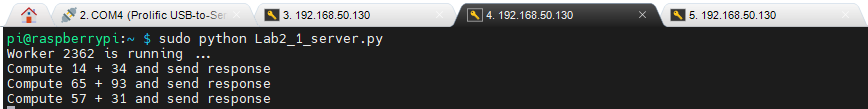 2. COM4 (Prolific USB-to-Ser
3. 192.168.50.130
4. 192.168.50.130
5. 192.168.50.130
pi@raspberrypi:~ $ sudo python Lab2_1_server.py
Worker 2362 is running ...
Compute 14 + 34 and send response
Compute 65 + 93 and send response
Compute 57 + 31 and send response